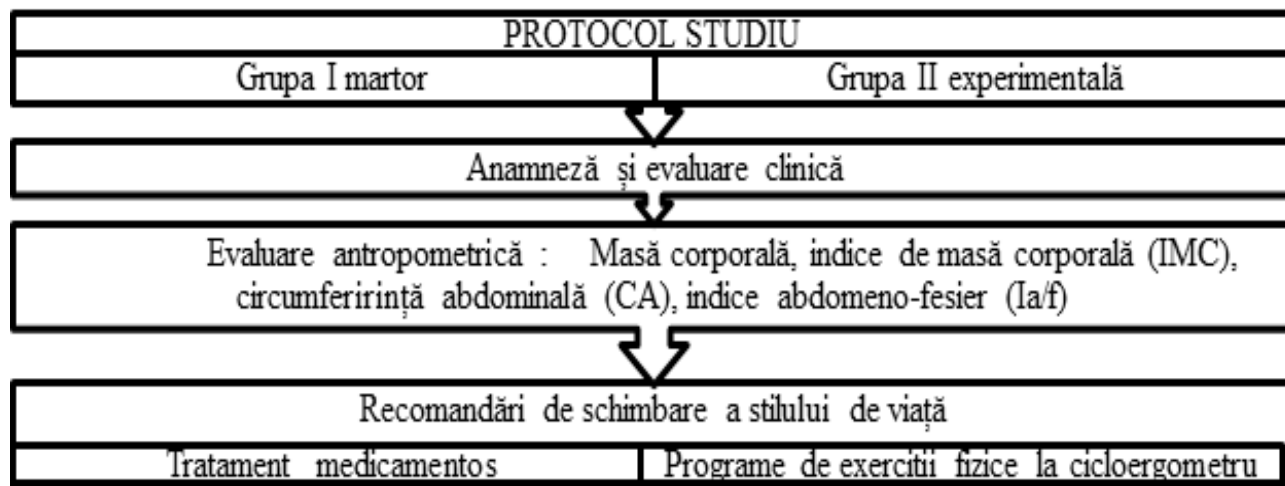 PROTOCOL STUDIU
Grupa I martor
Grupa II experimentală
Anamneză și evaluare clinică
Evaluare antropometrică : Masă corporală, indice de masă corporală (IMC),
circumferirință abdominală (CA), indice abdomeno-fesier (Ia/f)
Recomandări de schimbare a stilului de viață
Tratament medicamentos
Programe de exercitii fizice la cicloergometru